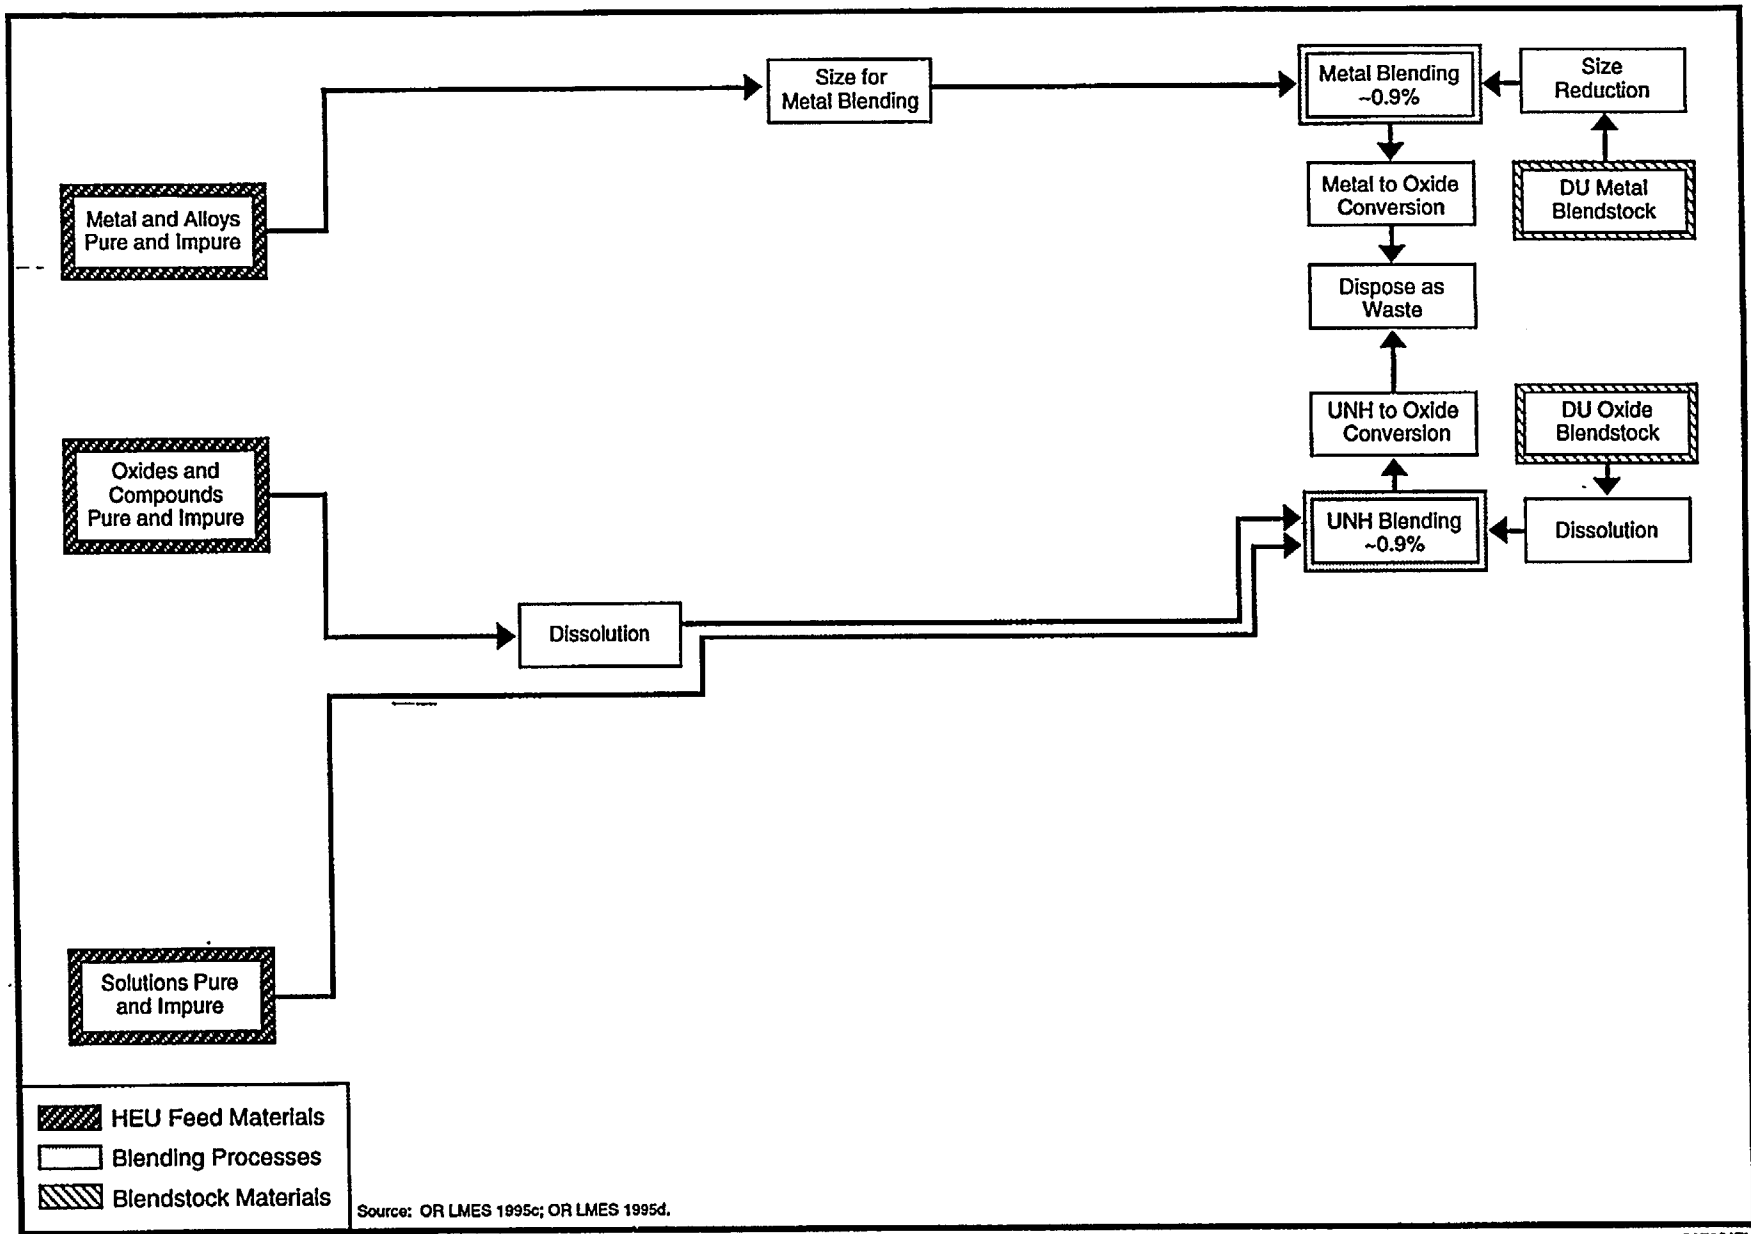 Size for
Metal Blending
Metal Blending
~0.9%
Size
Reduction
Metal and Alloys
Pure and Impure
Metal to Oxide
Conversion
DU Metal
Blendstock
Dispose as
Waste
UNH to Oxide
Conversion
DU Oxide
Blendstock
Oxides and
Compounds
Pure and Impure
UNH Blending
~0.9%
Dissolution
Dissolution
Solutions Pure
and Impure
HEU Feed Materials
Blending Processes
Blendstock Materials
Source: OR LMES 1995c; OR LMES 1995d.